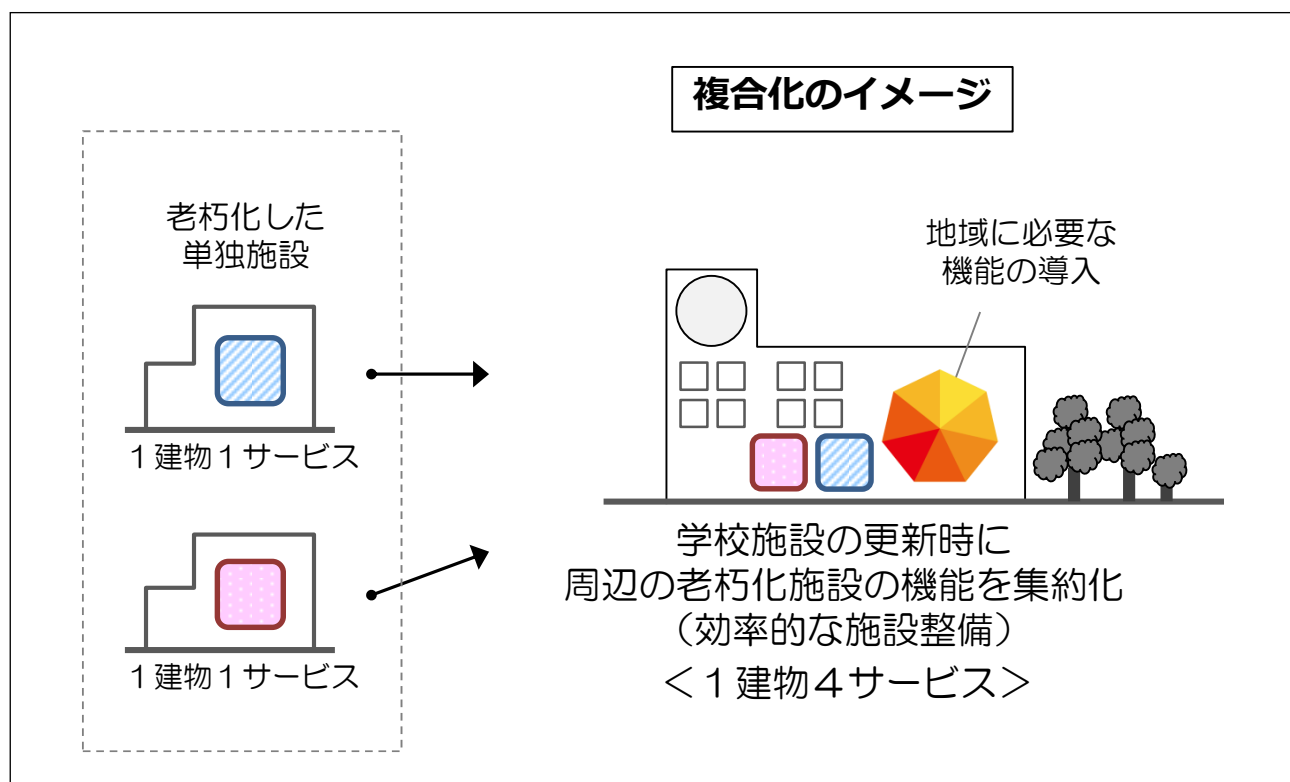 複合化のイメージ
老朽化した
単独施設
１建物１サービス
１建物１サービス
地域に必要な
機能の導入
学校施設の更新時に
周辺の老朽化施設の機能を集約化
（効率的な施設整備）
＜１建物４サービス＞